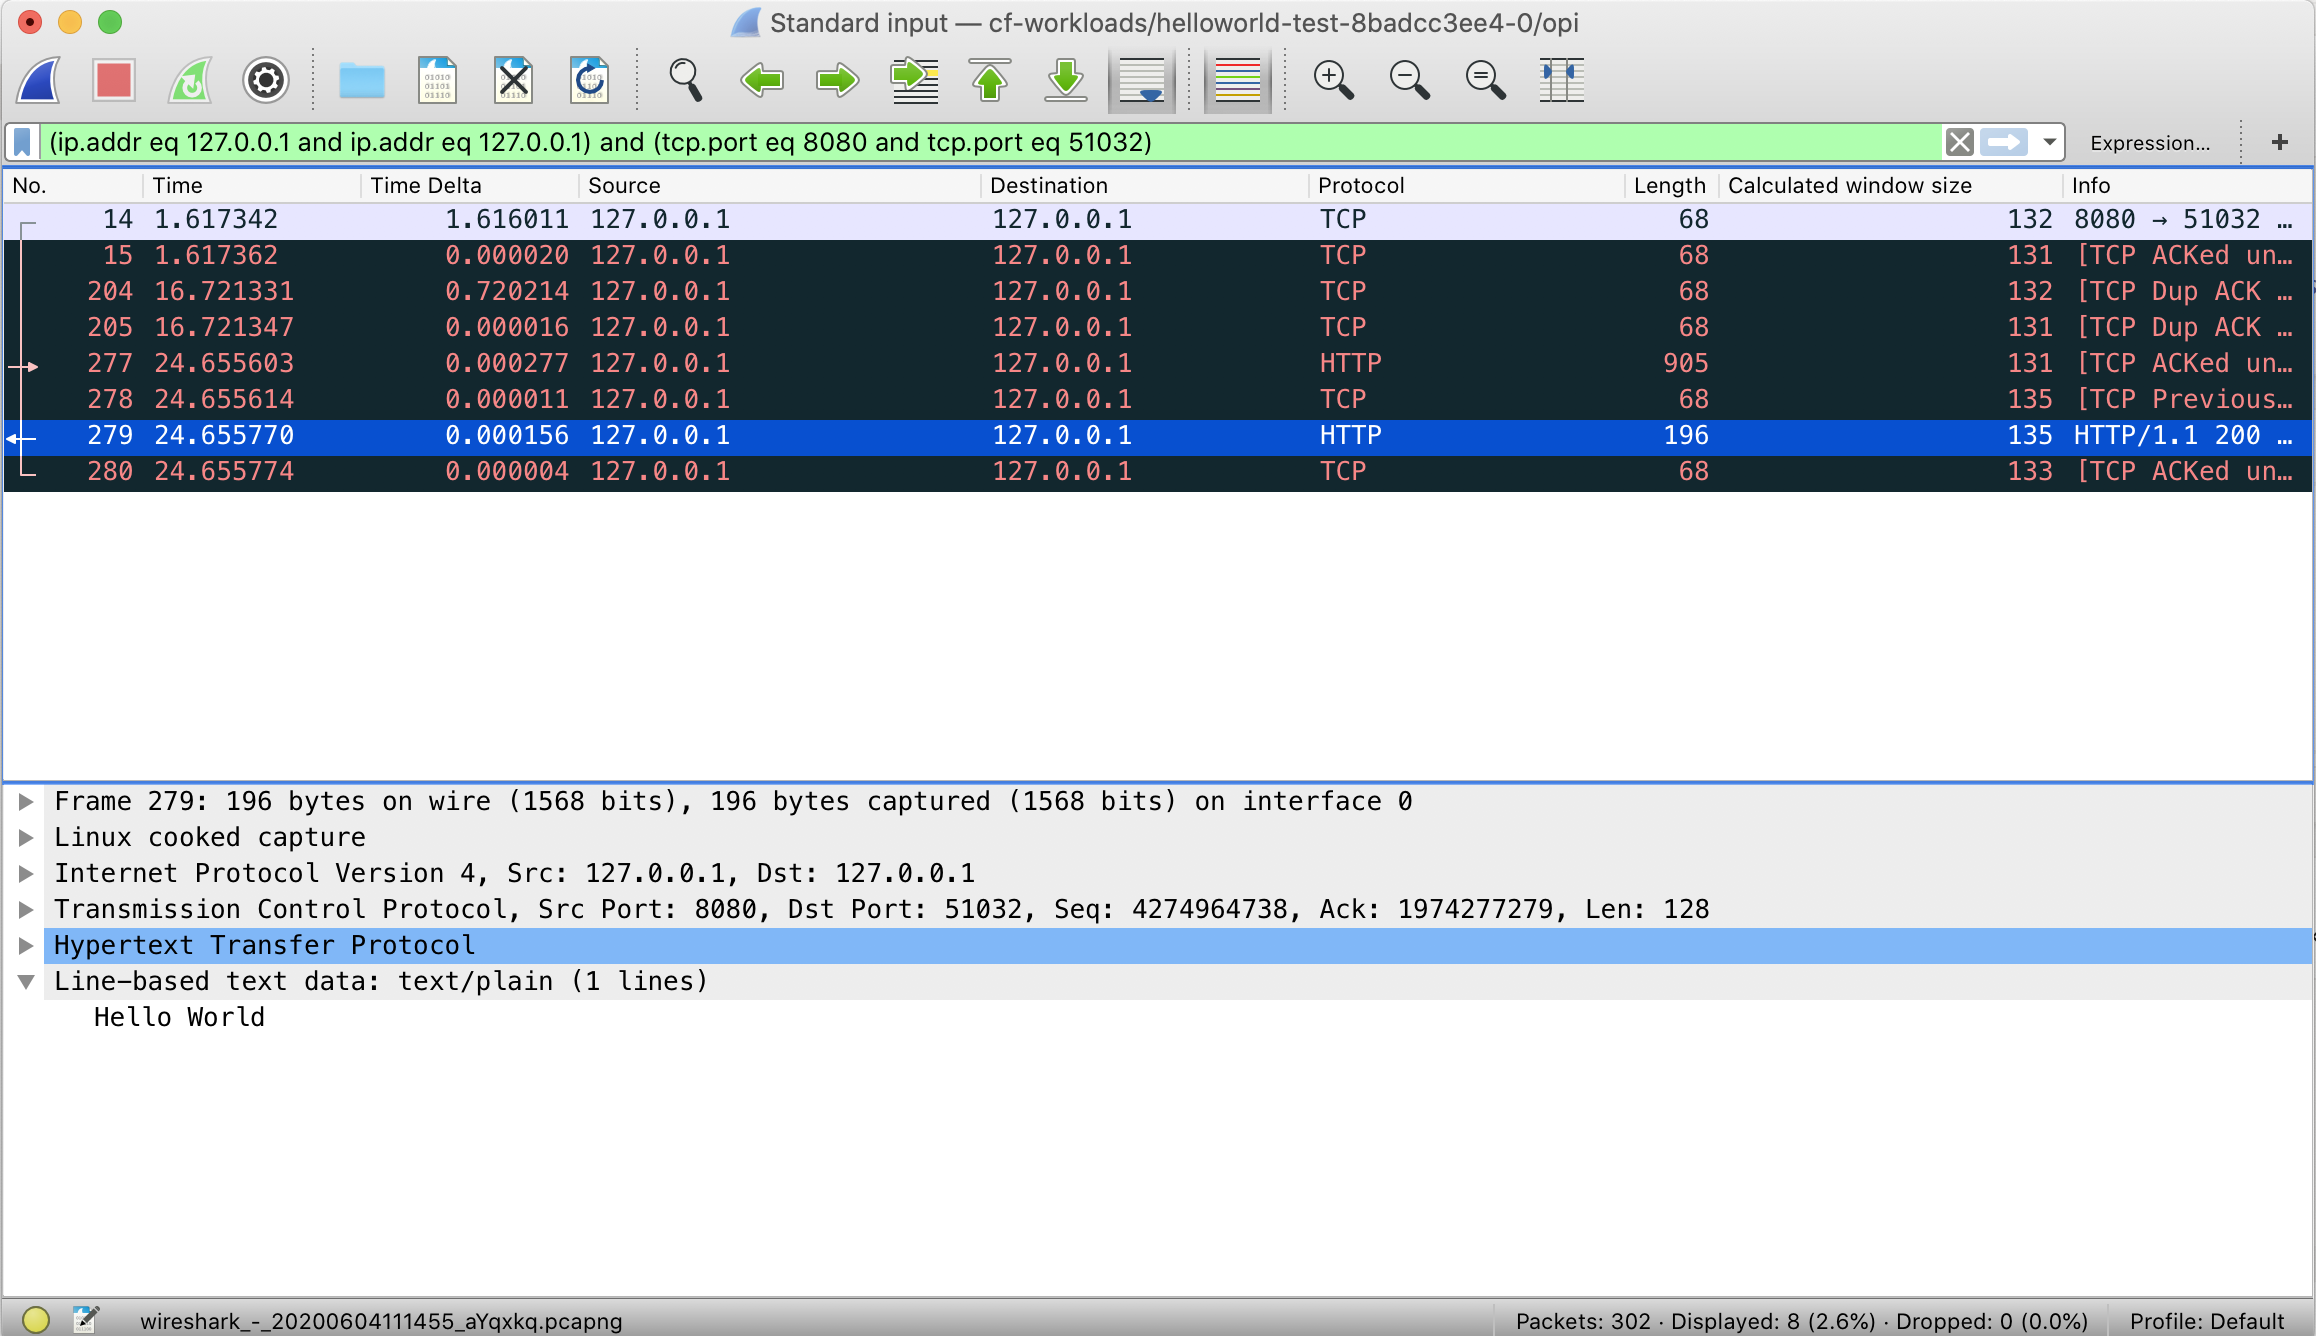 Standard input — cf-workloads/helloworld-test-8badcc3ee4-0/opi
(ip.addr eq 127.0.0.1 and ip.addr eq 127.0.0.1) and (tcp.port eq 8080 and tcp.port eq 51032) Expression... +
No. Time Time Delta Source Destination Protocol Length Calculated window size Info
14 1.617342 1.616011 127.0.0.1 127.0.0.1 TCP 68 132 8080 → 51032 …
15 1.617362 0.000020 127.0.0.1 127.0.0.1 TCP 68 131 [TCP ACKed un…
204 16.721331 0.720214 127.0.0.1 127.0.0.1 TCP 68 132 [TCP Dup ACK …
205 16.721347 0.000016 127.0.0.1 127.0.0.1 TCP 68 131 [TCP Dup ACK …
277 24.655603 0.000277 127.0.0.1 127.0.0.1 HTTP 905 131 [TCP ACKed un…
278 24.655614 0.000011 127.0.0.1 127.0.0.1 TCP 68 135 [TCP Previous…
279 24.655770 0.000156 127.0.0.1 127.0.0.1 HTTP 196 135 HTTP/1.1 200 …
280 24.655774 0.000004 127.0.0.1 127.0.0.1 TCP 68 133 [TCP ACKed un…
Frame 279: 196 bytes on wire (1568 bits), 196 bytes captured (1568 bits) on interface 0
Linux cooked capture
Internet Protocol Version 4, Src: 127.0.0.1, Dst: 127.0.0.1
Transmission Control Protocol, Src Port: 8080, Dst Port: 51032, Seq: 4274964738, Ack: 1974277279, Len: 128
Hypertext Transfer Protocol
Line-based text data: text/plain (1 lines)
Hello World
wireshark_-_20200604111455_aYqxkq.pcapng Packets: 302 · Displayed: 8 (2.6%) · Dropped: 0 (0.0%) Profile: Default